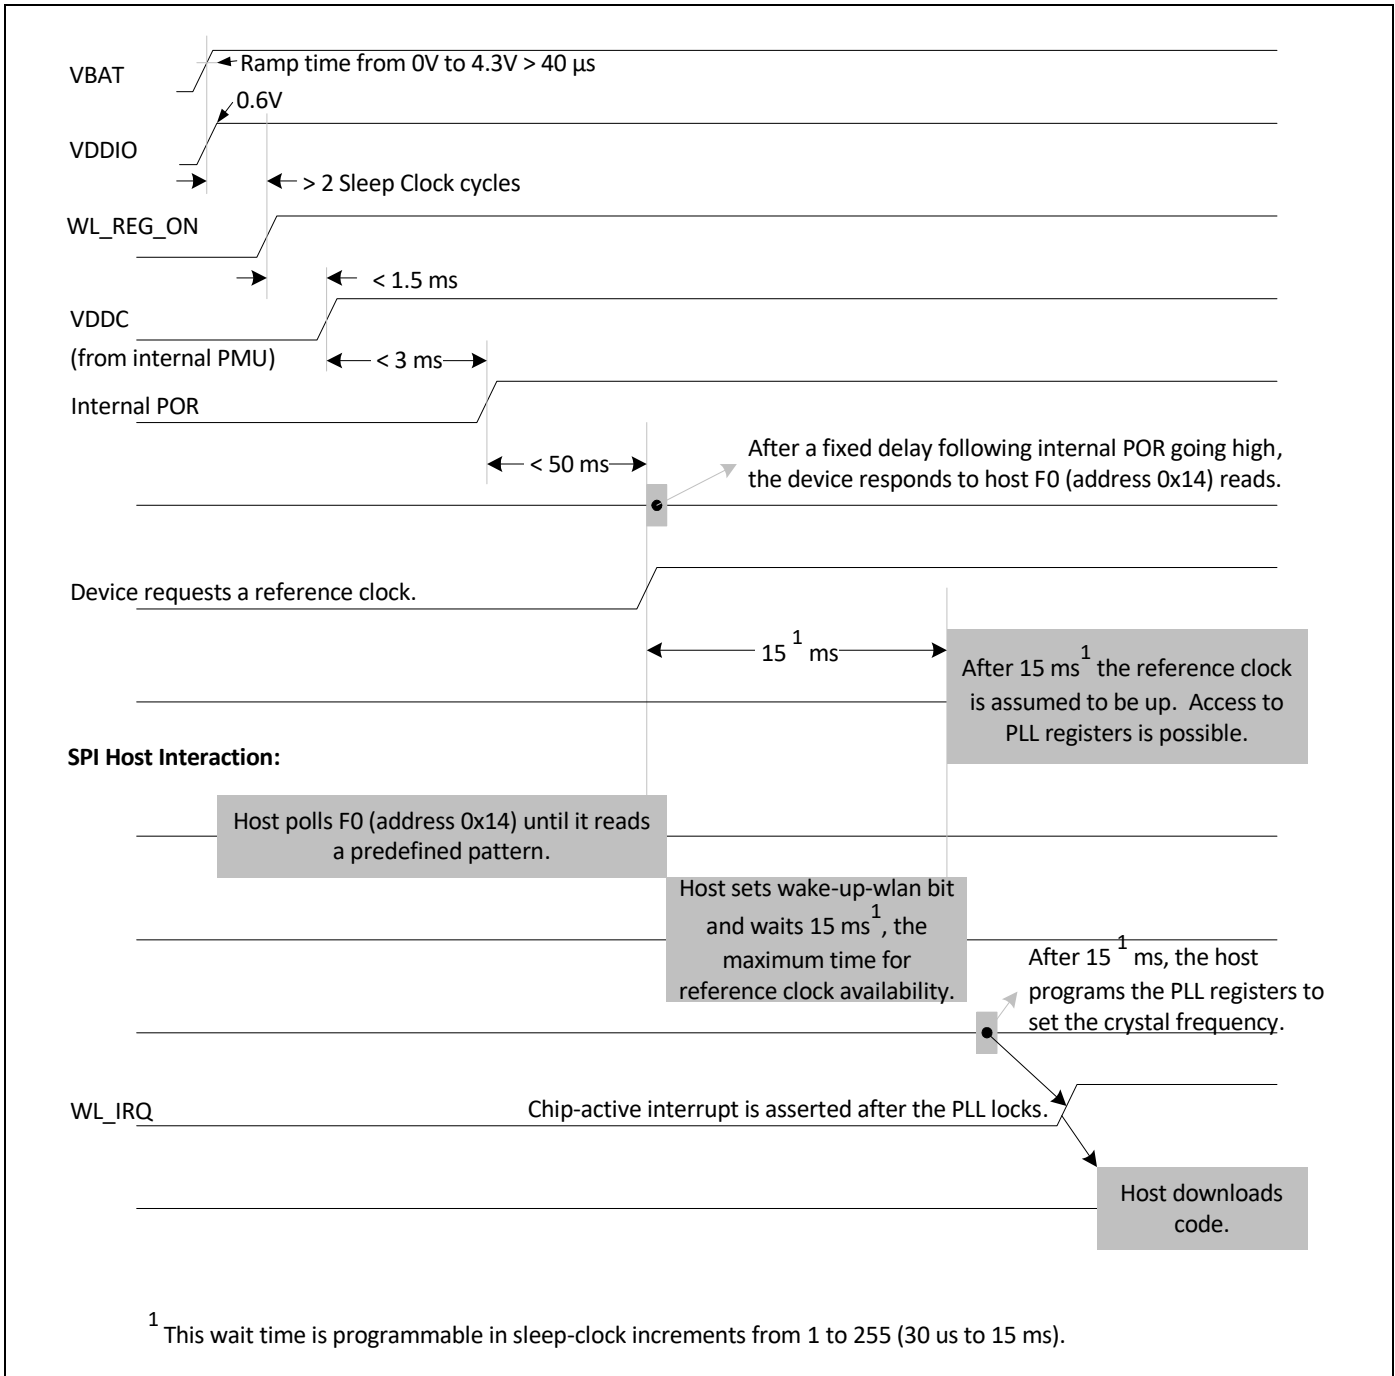 VBAT
Ramp time from 0V to 4.3V > 40 µs
0.6V
VDDIO
> 2 Sleep Clock cycles
WL_REG_ON
< 1.5 ms
VDDC
(from internal PMU)
< 3 ms
Internal POR
After a fixed delay following internal POR going high,
the device responds to host F0 (address 0x14) reads.
< 50 ms
Device requests a reference clock.
15 1 ms
After 15 ms1 the reference clock
is assumed to be up.  Access to
PLL registers is possible.
SPI Host Interaction:
Host polls F0 (address 0x14) until it reads
a predefined pattern.
Host sets wake-up-wlan bit
and waits 15 ms1, the
maximum time for
reference clock availability.
After 15 1 ms, the host
programs the PLL registers to
set the crystal frequency.
WL_IRQ
Chip-active interrupt is asserted after the PLL locks.
Host downloads
code.
1 This wait time is programmable in sleep-clock increments from 1 to 255 (30 us to 15 ms).